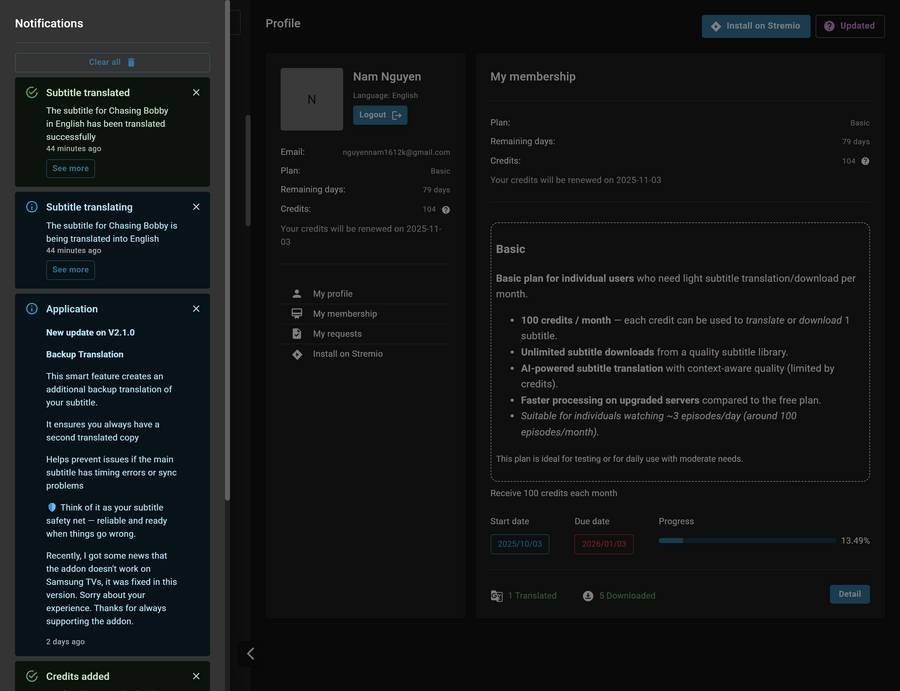 Notifications
Clear all
Subtitle translated
The subtitle for Chasing Bobby
in English has been translated
successfully
44 minutes ago
See more
Subtitle translating
The subtitle for Chasing Bobby is
being translated into English
44 minutes ago
See more
Application
New update on V2.1.0
Backup Translation
This smart feature creates an
additional backup translation of
your subtitle.
It ensures you always have a
second translated copy
Helps prevent issues if the main
subtitle has timing errors or sync
problems
🛡️ Think of it as your subtitle
safety net — reliable and ready
when things go wrong.
Recently, I got some news that
the addon doesn't work on
Samsung TVs, it was fixed in this
version. Sorry about your
experience. Thanks for always
supporting the addon.
2 days ago
Credits added
Profile
Install on Stremio
Updated
N
Nam Nguyen
Language: English
Logout
Email: nguyennam1612k@gmail.com
Plan: Basic
Remaining days: 79 days
Credits: 104
Your credits will be renewed on 2025-11-
03
My profile
My membership
My requests
Install on Stremio
My membership
Plan: Basic
Remaining days: 79 days
Credits: 104
Your credits will be renewed on 2025-11-03
Basic
Basic plan for individual users who need light subtitle translation/download per
month.
• 100 credits / month — each credit can be used to translate or download 1
subtitle.
• Unlimited subtitle downloads from a quality subtitle library.
• AI-powered subtitle translation with context-aware quality (limited by
credits).
• Faster processing on upgraded servers compared to the free plan.
• Suitable for individuals watching ~3 episodes/day (around 100
episodes/month).
This plan is ideal for testing or for daily use with moderate needs.
Receive 100 credits each month
Start date Due date Progress
2025/10/03 2026/01/03 13.49%
1 Translated 5 Downloaded Detail